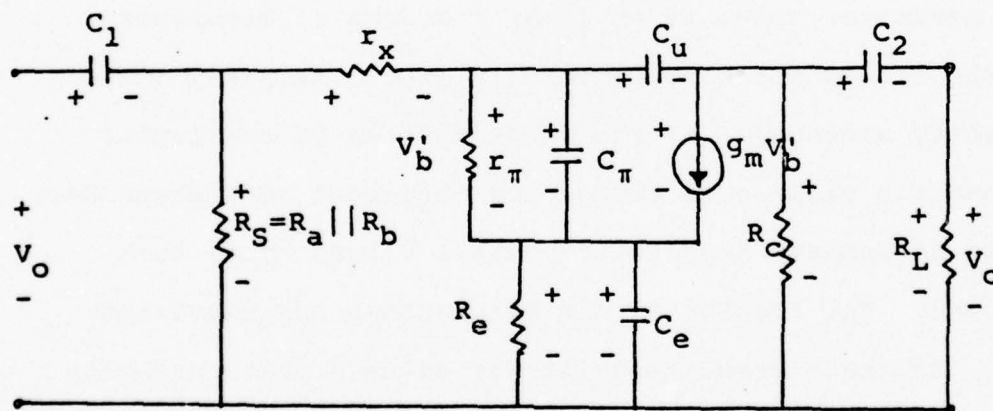 C1 rx Cu C2
+ - + - + - + -
V'b + rπ - + Cπ - + - gmV'b
+ Vo - + RS=Ra||Rb - + Rc - RL + Vo -
Re + - + - Ce